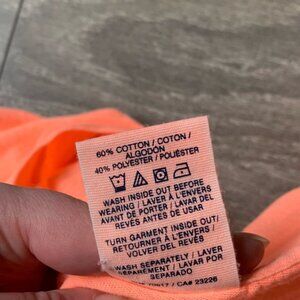 60% COTTON / COTON /
ALGODÓN
40% POLYESTER / POLIÉSTER
WASH INSIDE OUT BEFORE
WEARING / LAVER
AVANT DE PORTER / LAVAR DEL
REVÉS ANTES DE USAR
TURN GARMENT INSIDE OUT/
RETOURNER À L'ENVERS/
VOLVER DEL REVÉS
WASH SEPARATELY / LAVER
SÉPARÉMENT / LAVAR POR
SEPARADO
/ CA# 23226